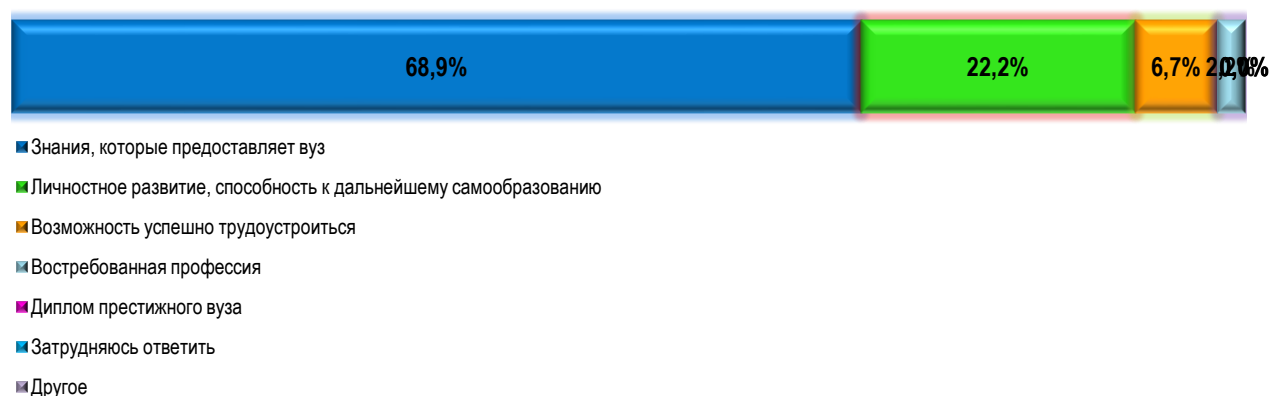 68,9% 22,2% 6,7%
Знания, которые предоставляет вуз
Личностное развитие, способность к дальнейшему самообразованию
Возможность успешно трудоустроиться
Востребованная профессия
Диплом престижного вуза
Затрудняюсь ответить
Другое